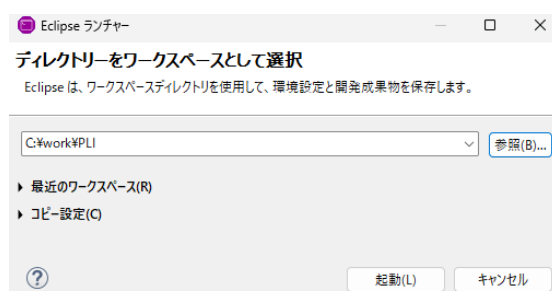 Eclipse ランチャー
ディレクトリーをワークスペースとして選択
Eclipse は、ワークスペースディレクトリを使用して、環境設定と開発成果物を保存します。
C:¥work¥PLI
参照(B)...
最近のワークスペース(R)
コピー設定(C)
?
起動(L)
キャンセル